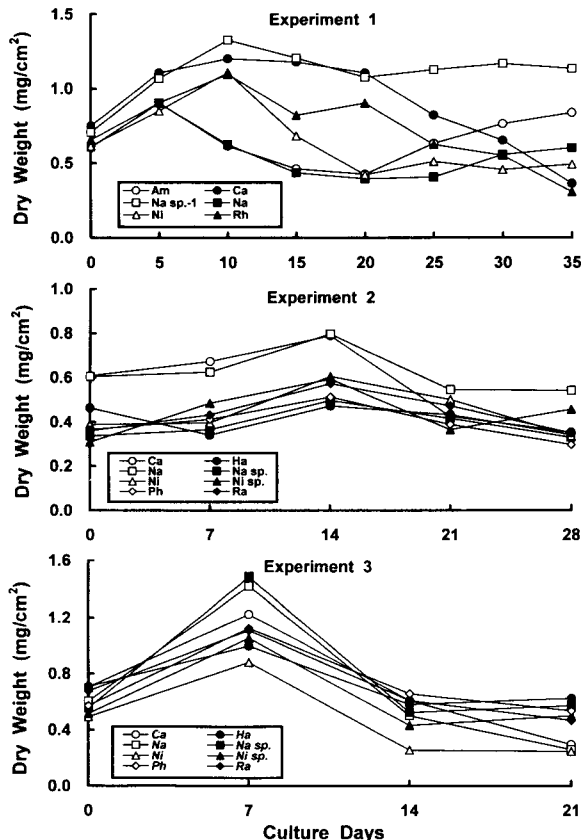 Experiment 1
Dry Weight (mg/cm²)
1.5
1.0
0.5
0.0
Am Ca
Na sp.-1 Na
Ni Rh
0 5 10 15 20 25 30 35
Experiment 2
Dry Weight (mg/cm²)
1.0
0.8
0.6
0.4
0.2
0.0
Ca Ha
Na Na sp.
Ni Ni sp.
Ph Ra
0 7 14 21 28
Experiment 3
Dry Weight (mg/cm²)
1.6
1.2
0.8
0.4
0.0
Ca Ha
Na Na sp.
Ni Ni sp.
Ph Ra
0 7 14 21
Culture Days